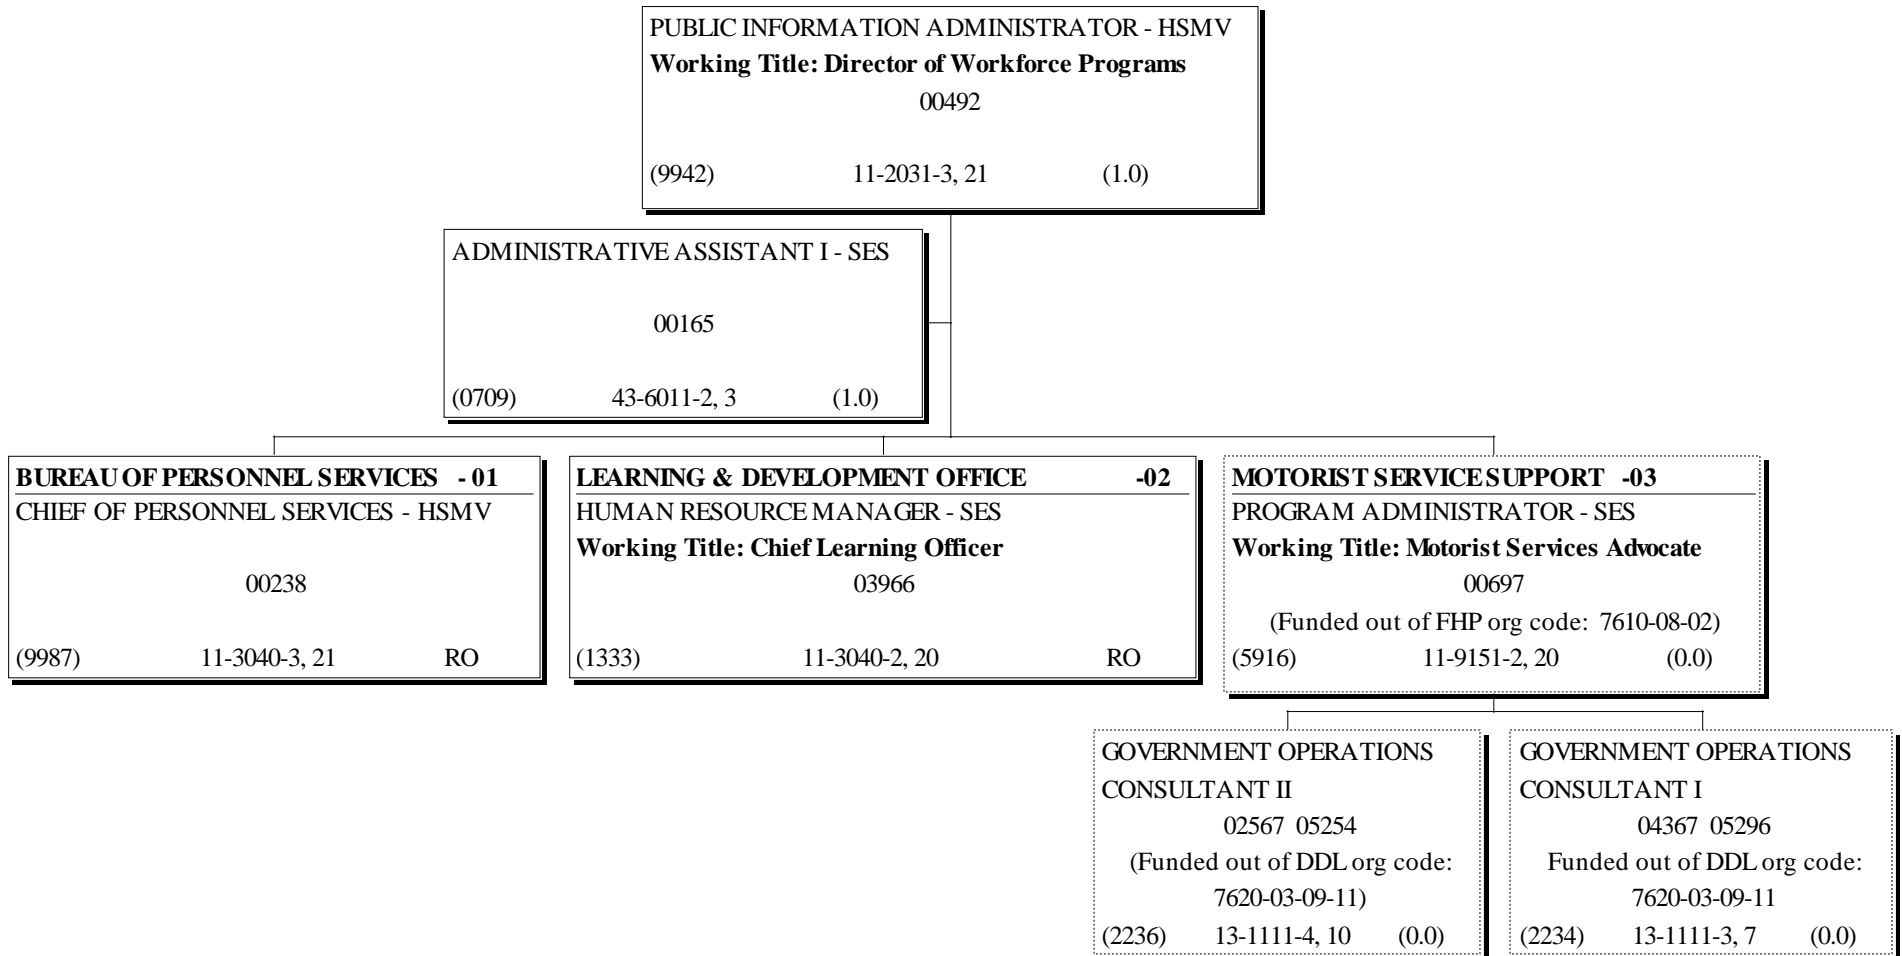 PUBLIC INFORMATION ADMINISTRATOR - HSMV
Working Title: Director of Workforce Programs
00492
(9942) 11-2031-3, 21 (1.0)
ADMINISTRATIVE ASSISTANT I - SES
00165
(0709) 43-6011-2, 3 (1.0)
BUREAU OF PERSONNEL SERVICES - 01
CHIEF OF PERSONNEL SERVICES - HSMV
00238
(9987) 11-3040-3, 21 RO
LEARNING & DEVELOPMENT OFFICE -02
HUMAN RESOURCE MANAGER - SES
Working Title: Chief Learning Officer
03966
(1333) 11-3040-2, 20 RO
MOTORIST SERVICE SUPPORT -03
PROGRAM ADMINISTRATOR - SES
Working Title: Motorist Services Advocate
00697
(Funded out of FHP org code: 7610-08-02)
(5916) 11-9151-2, 20 (0.0)
GOVERNMENT OPERATIONS
CONSULTANT II
02567 05254
(Funded out of DDL org code:
7620-03-09-11)
(2236) 13-1111-4, 10 (0.0)
GOVERNMENT OPERATIONS
CONSULTANT I
04367 05296
Funded out of DDL org code:
7620-03-09-11
(2234) 13-1111-3, 7 (0.0)